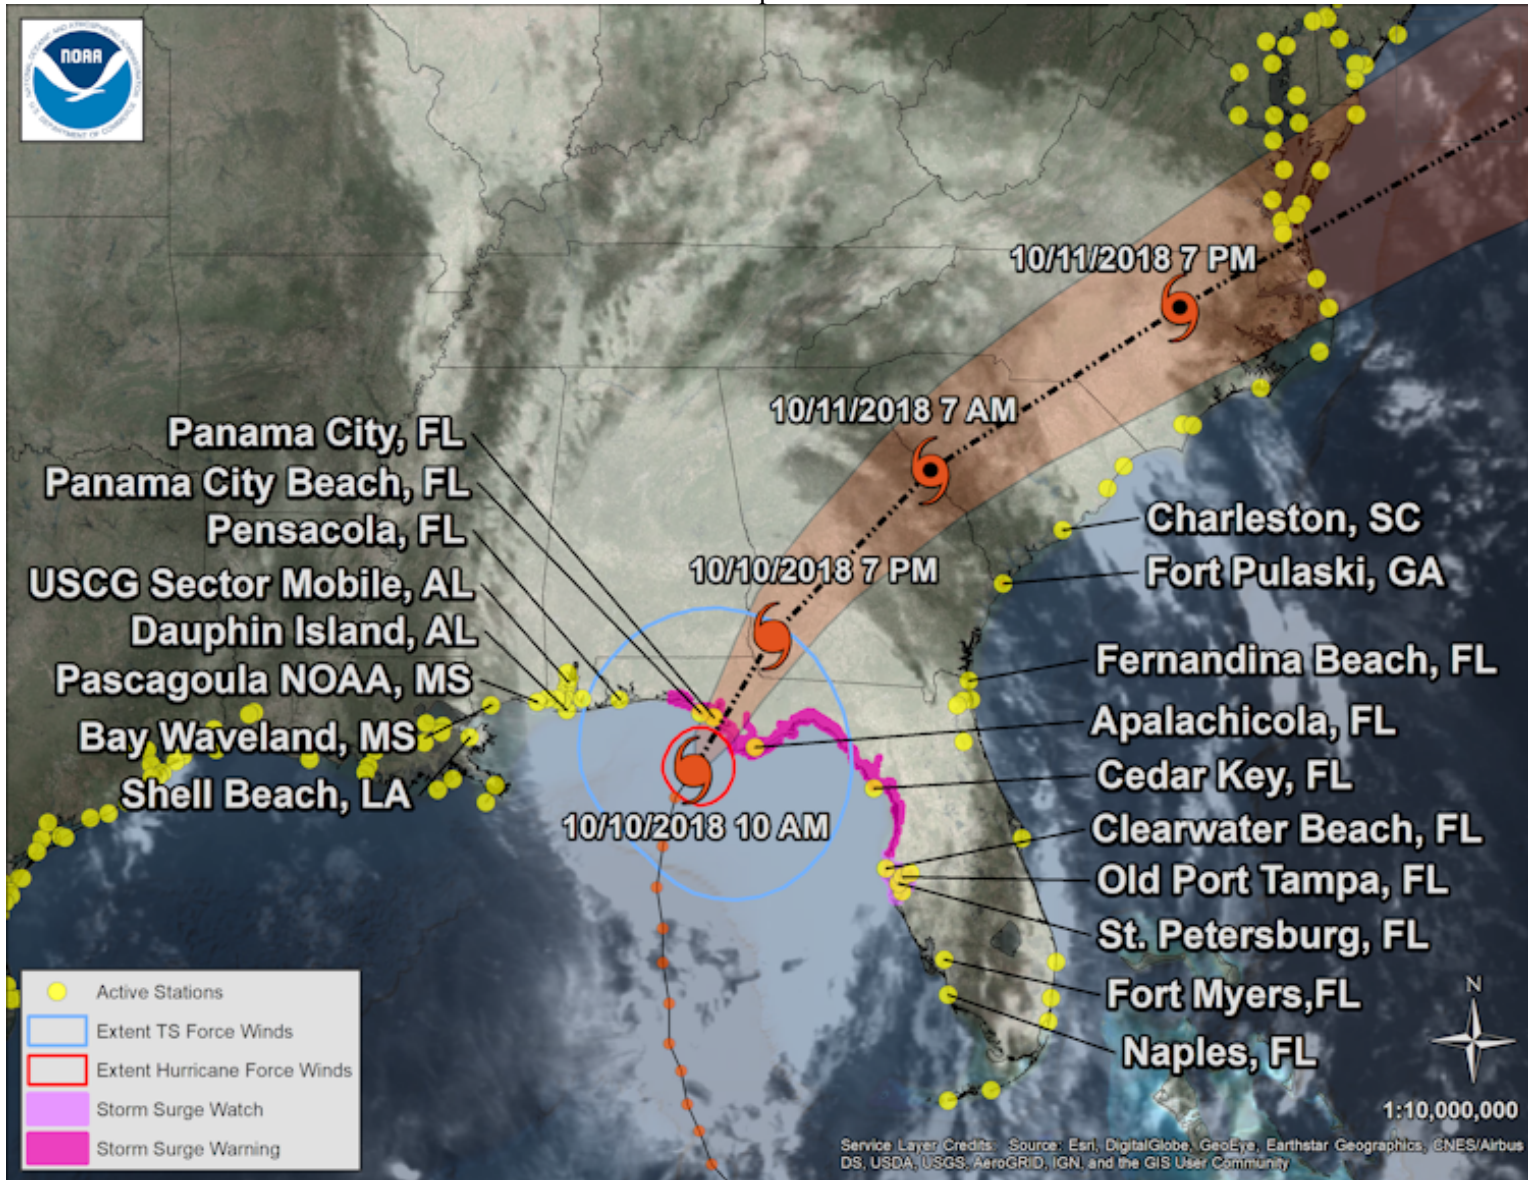 NOAA
10/11/2018 7 PM
10/11/2018 7 AM
10/10/2018 7 PM
10/10/2018 10 AM
Panama City, FL
Panama City Beach, FL
Pensacola, FL
USCG Sector Mobile, AL
Dauphin Island, AL
Pascagoula NOAA, MS
Bay Waveland, MS
Shell Beach, LA
Charleston, SC
Fort Pulaski, GA
Fernandina Beach, FL
Apalachicola, FL
Cedar Key, FL
Clearwater Beach, FL
Old Port Tampa, FL
St. Petersburg, FL
Fort Myers,FL
Naples, FL
Active Stations
Extent TS Force Winds
Extent Hurricane Force Winds
Storm Surge Watch
Storm Surge Warning
N
1:10,000,000
Service Layer Credits: Source: Esri, DigitalGlobe, GeoEye, Earthstar Geographics, CNES/Airbus
DS, USDA, USGS, AeroGRID, IGN, and the GIS User Community